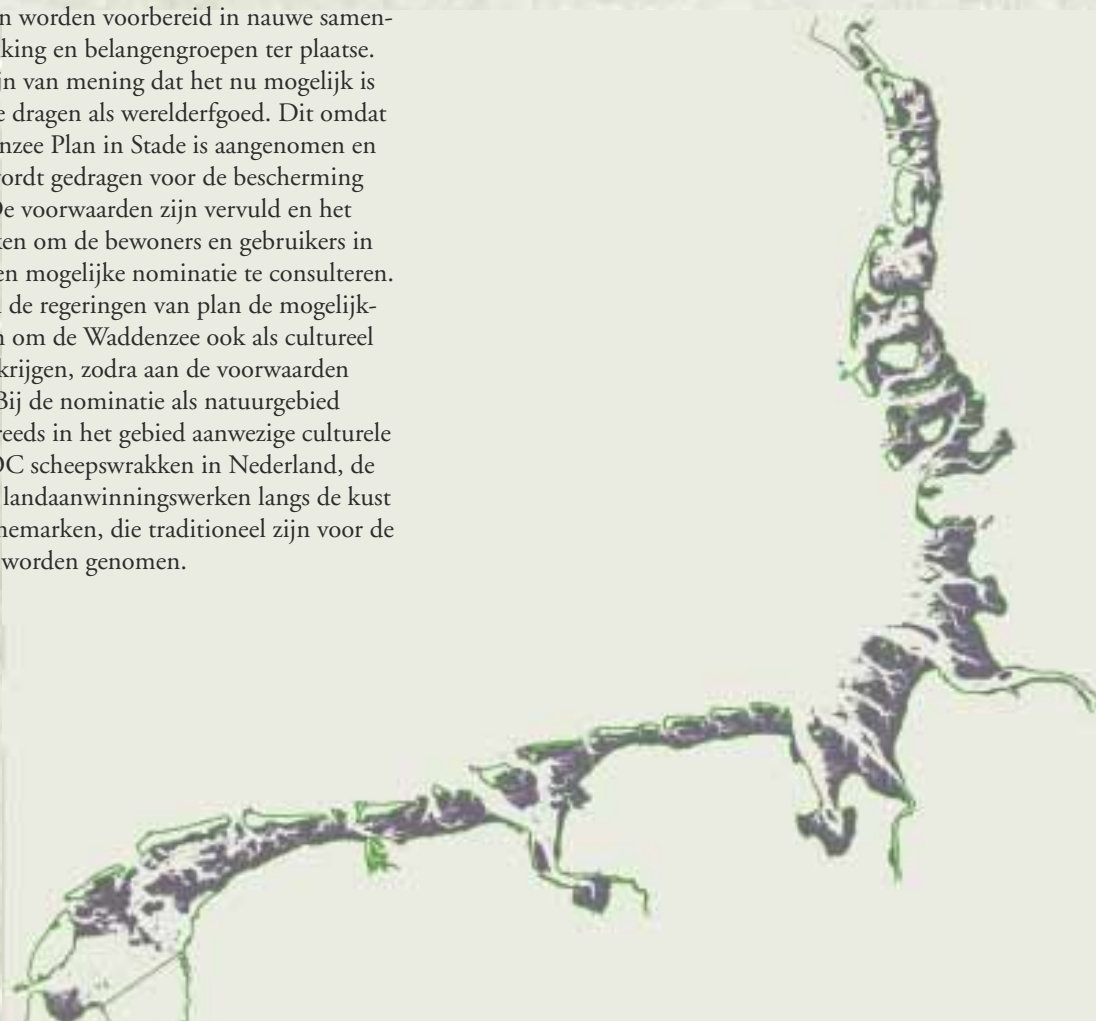 n worden voorbereid in nauwe samen-
king en belangengroepen ter plaatse.
jn van mening dat het nu mogelijk is
e dragen als werelderfgoed. Dit omdat
nzee Plan in Stade is aangenomen en
ordt gedragen voor de bescherming
De voorwaarden zijn vervuld en het
ken om de bewoners en gebruikers in
en mogelijke nominatie te consulteren.
de regeringen van plan de mogelijk-
n om de Waddenzee ook als cultureel
krijgen, zodra aan de voorwaarden
Bij de nominatie als natuurgebied
reeds in het gebied aanwezige culturele
OC scheepswrakken in Nederland, de
landaanwinningswerken langs de kust
nemarken, die traditioneel zijn voor de
worden genomen.